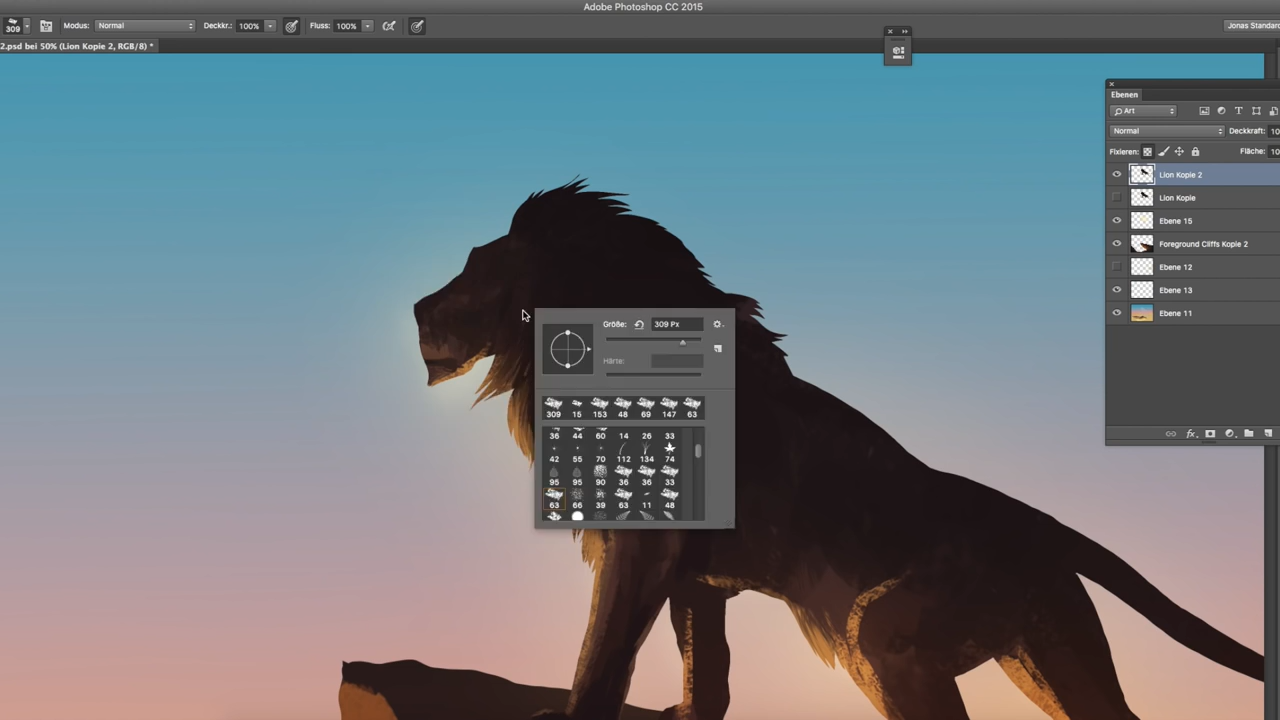 Adobe Photoshop CC 2015
309 Modus: Normal Deckkr.: 100% Fluss: 100% Jonas Standard
2.psd bei 50% (Lion Kopie 2, RGB/8) *
Ebenen
Art
Normal Deckkraft: 10
Fixieren: Fläche: 10
Lion Kopie 2
Lion Kopie
Ebene 15
Foreground Cliffs Kopie 2
Ebene 12
Ebene 13
Ebene 11
fx
Größe: 309 Px
Härte:
309 15 153 48 69 147 63
36 44 60 14 26 33
42 55 70 112 134 74
95 95 90 36 36 33
63 66 39 63 11 48